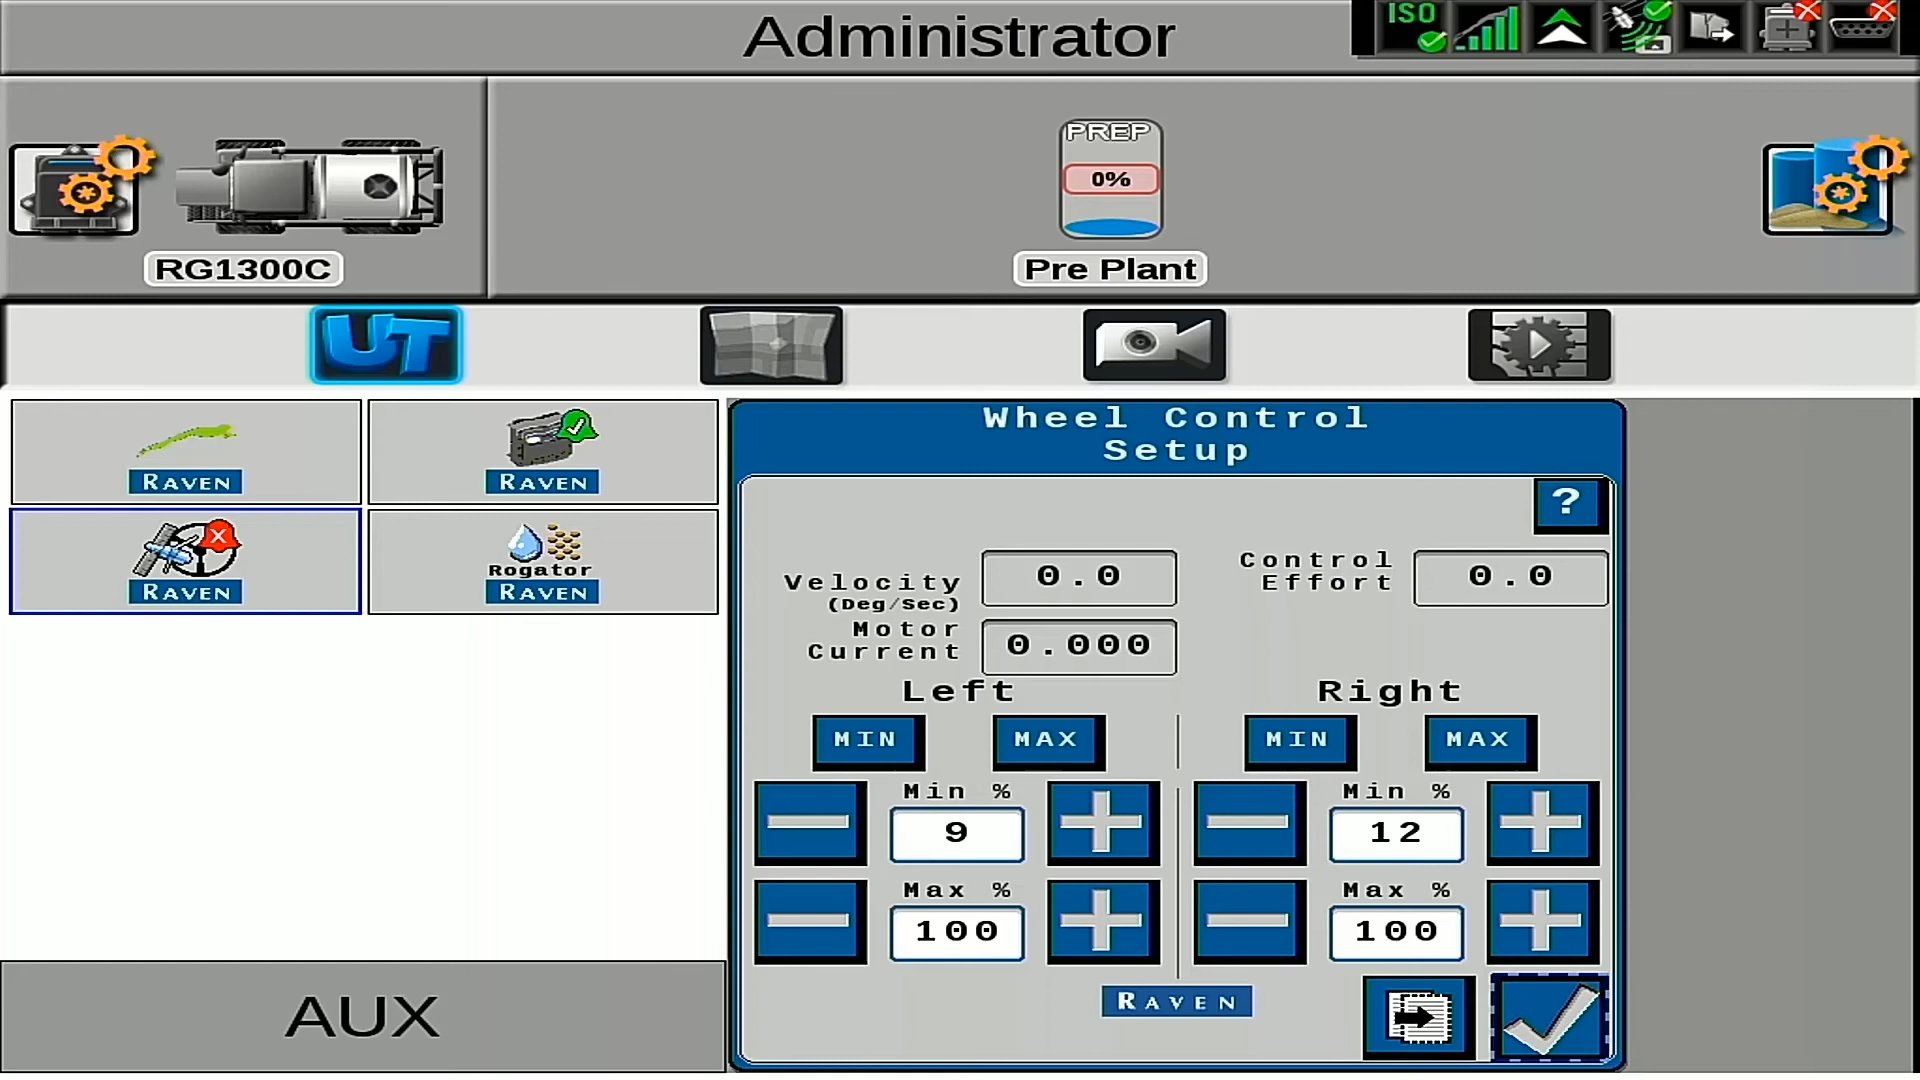 Administrator
ISO
PREP
0%
RG1300C
Pre Plant
UT
RAVEN
RAVEN
RAVEN
Rogator
RAVEN
AUX
Wheel Control
Setup
?
Velocity
(Deg/Sec)
0.0
Control
Effort
0.0
Motor
Current
0.000
Left
Right
MIN
MAX
MIN
MAX
Min %
9
Min %
12
Max %
100
Max %
100
RAVEN